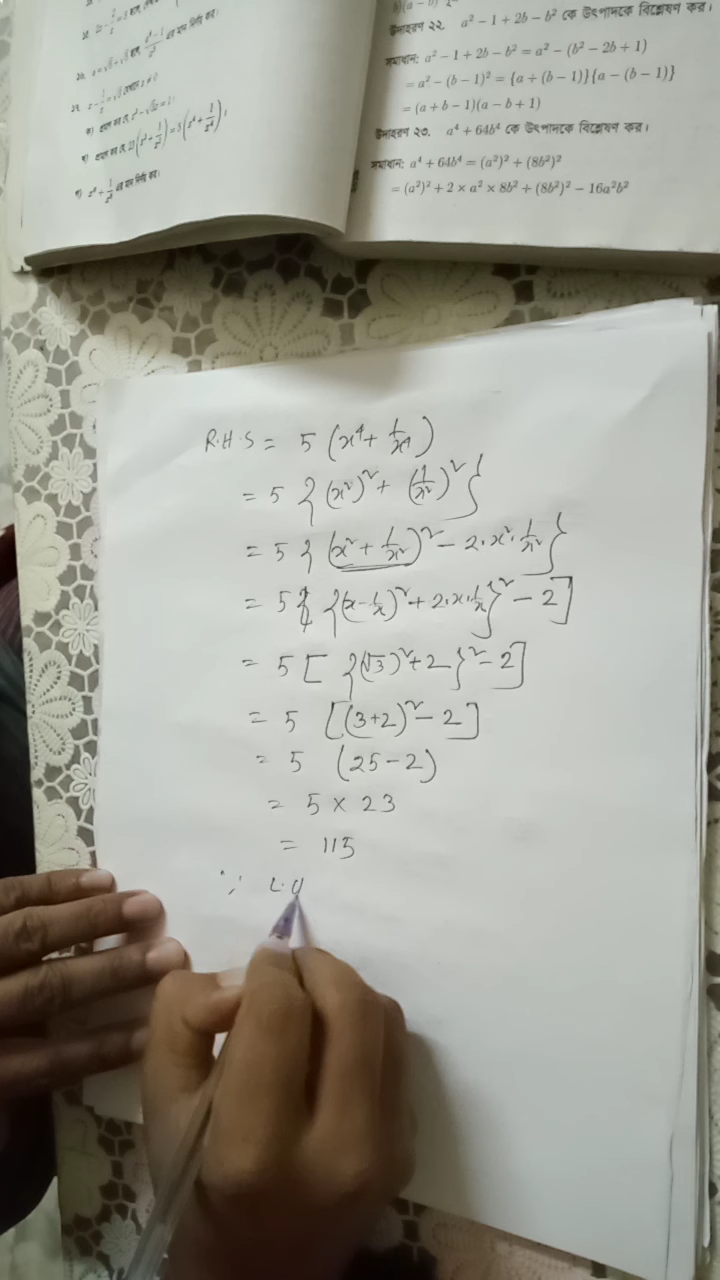 উদাহরণ ২২. a² − 1 + 2b − b² কে উৎপাদকে বিশ্লেষণ কর।
সমাধান: a² − 1 + 2b − b² = a² − (b² − 2b + 1)
= a² − (b − 1)² = {a + (b − 1)}{a − (b − 1)}
= (a + b − 1)(a − b + 1)
উদাহরণ ২৩. a⁴ + 64b⁴ কে উৎপাদকে বিশ্লেষণ কর।
সমাধান: a⁴ + 64b⁴ = (a²)² + (8b²)²
= (a²)² + 2 × a² × 8b² + (8b²)² − 16a²b²
R.H.S = 5 (x⁴ + 1/x⁴)
= 5 {(x²)² + (1/x²)²}
= 5 {(x² + 1/x²)² − 2·x²·1/x²}
= 5 [{(x − 1/x)² + 2·x·1/x}² − 2]
= 5 [{(√3)² + 2}² − 2]
= 5 [(3+2)² − 2]
= 5 (25 − 2)
= 5 × 23
= 115
∵ L.